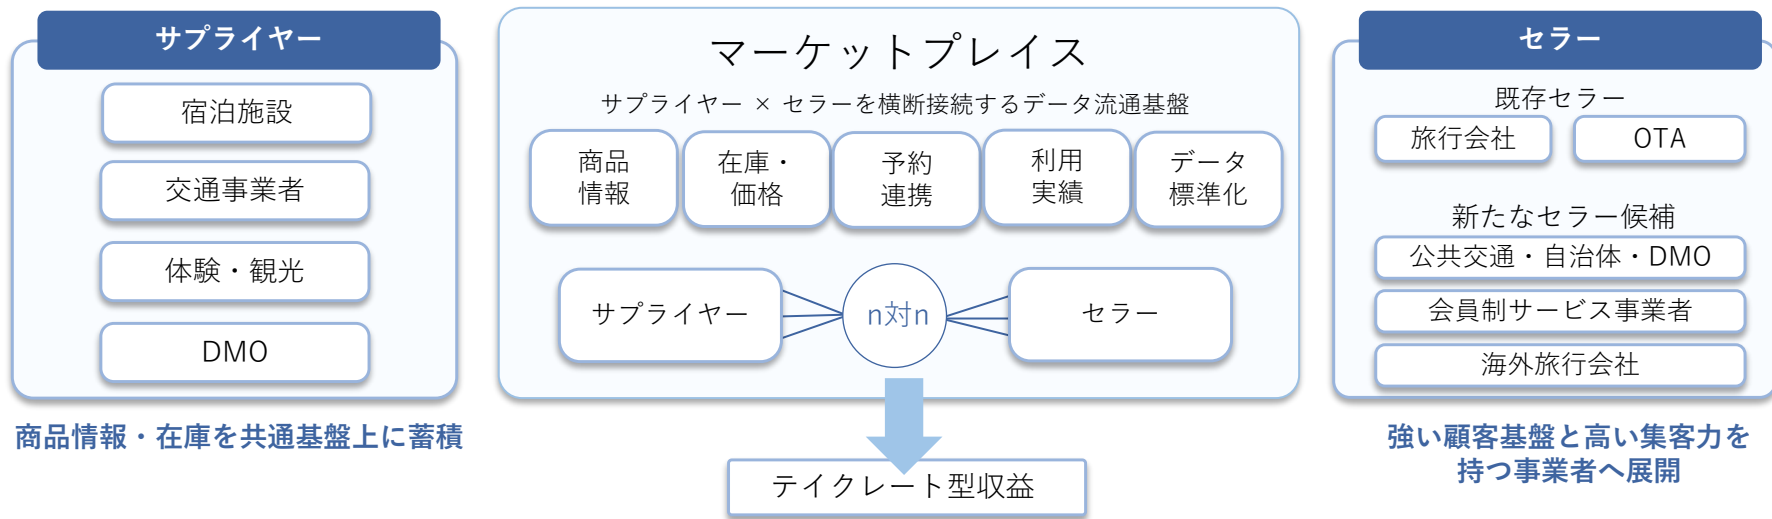 サプライヤー
宿泊施設
交通事業者
体験・観光
DMO
商品情報・在庫を共通基盤上に蓄積
マーケットプレイス
サプライヤー × セラーを横断接続するデータ流通基盤
商品
情報
在庫・
価格
予約
連携
利用
実績
データ
標準化
サプライヤー
n対n
セラー
テイクレート型収益
セラー
既存セラー
旅行会社
OTA
新たなセラー候補
公共交通・自治体・DMO
会員制サービス事業者
海外旅行会社
強い顧客基盤と高い集客力を
持つ事業者へ展開